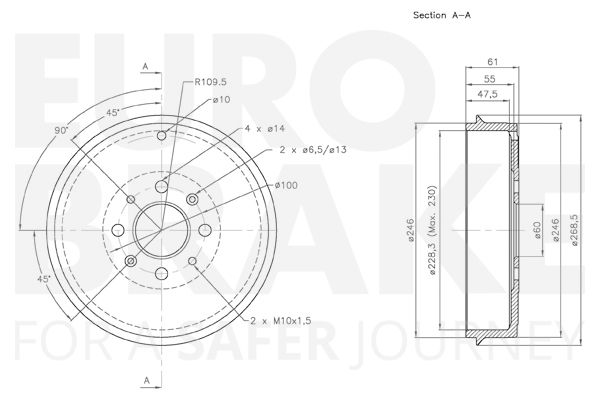 Section A-A
A
R109.5
ø10
45°
90°
4 x ø14
2 x ø6,5/ø13
ø100
45°
2 x M10x1,5
A
61
55
47,5
ø246
ø228,3 (Max. 230)
ø60
ø246
ø268,5
EURO
BRAKE
FOR A SAFER JOURNEY